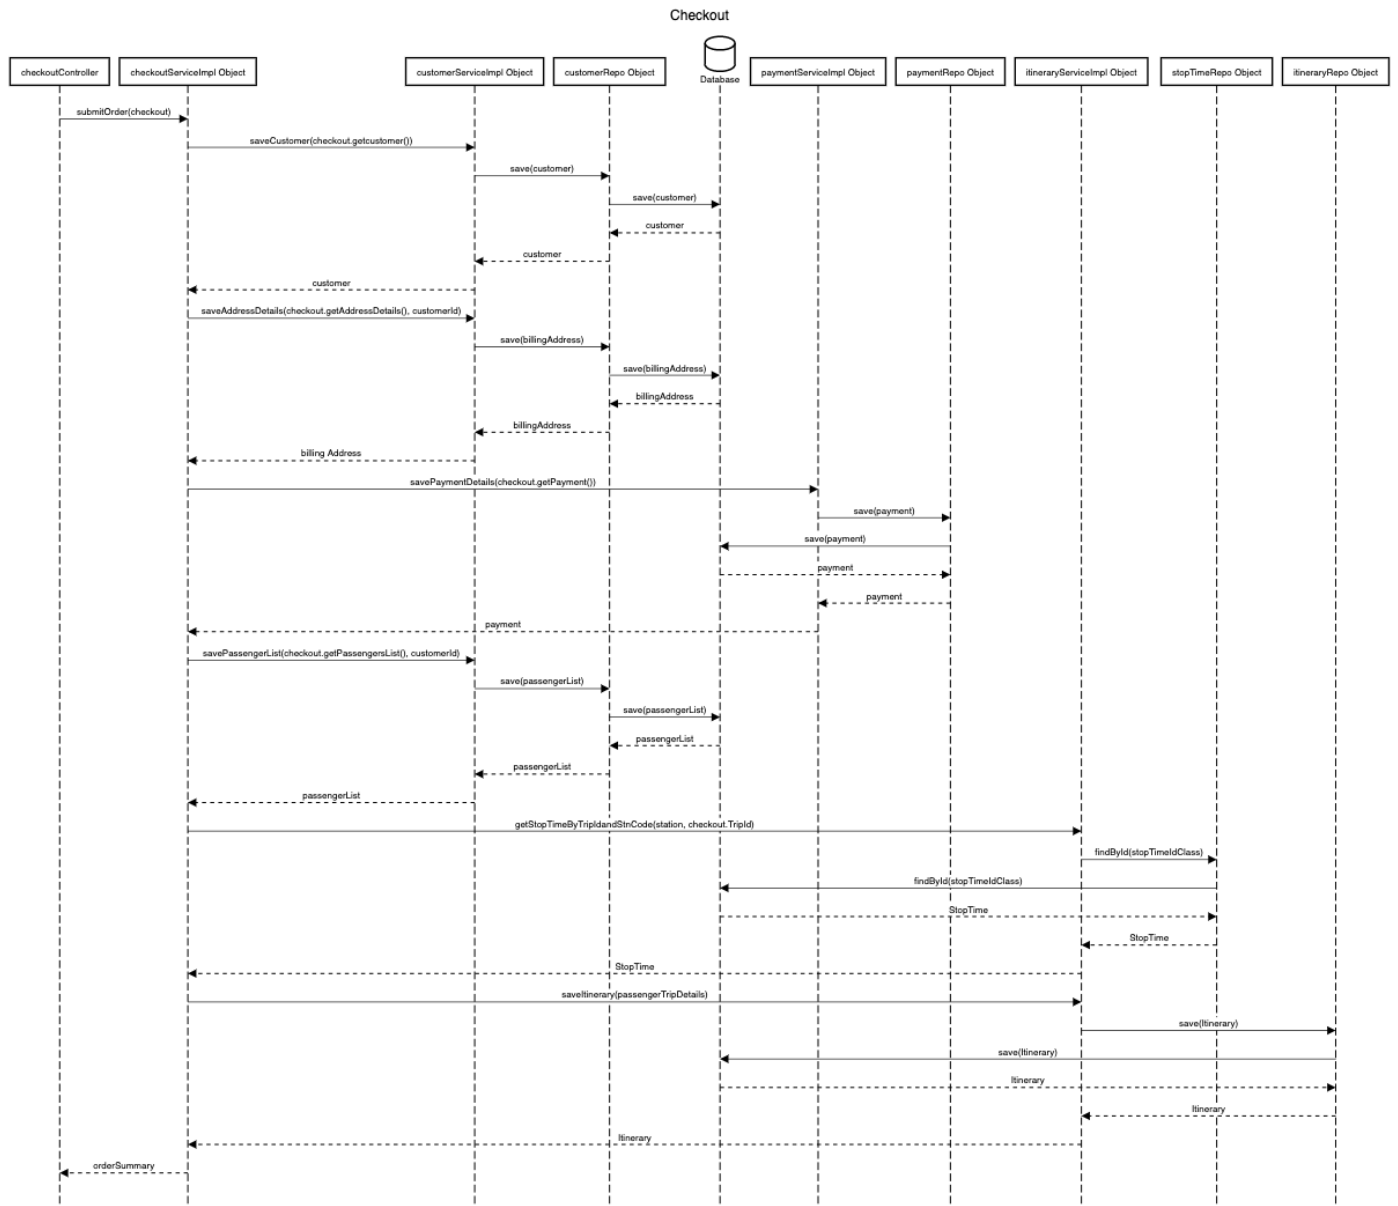 Checkout
checkoutController
checkoutServiceImpl Object
customerServiceImpl Object
customerRepo Object
Database
paymentServiceImpl Object
paymentRepo Object
itineraryServiceImpl Object
stopTimeRepo Object
itineraryRepo Object
submitOrder(checkout)
saveCustomer(checkout.getcustomer())
save(customer)
save(customer)
customer
customer
customer
saveAddressDetails(checkout.getAddressDetails(), customerId)
save(billingAddress)
save(billingAddress)
billingAddress
billingAddress
billing Address
savePaymentDetails(checkout.getPayment())
save(payment)
save(payment)
payment
payment
payment
savePassengerList(checkout.getPassengersList(), customerId)
save(passengerList)
save(passengerList)
passengerList
passengerList
passengerList
getStopTimeByTripIdandStnCode(station, checkout.TripId)
findById(stopTimeIdClass)
findById(stopTimeIdClass)
StopTime
StopTime
StopTime
saveItinerary(passengerTripDetails)
save(Itinerary)
save(Itinerary)
Itinerary
Itinerary
Itinerary
orderSummary